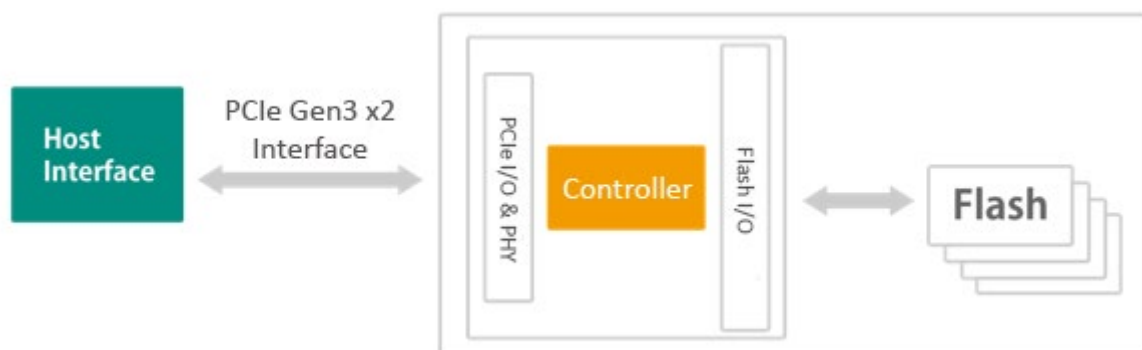 Host
Interface
PCIe Gen3 x2
Interface
PCIe I/O & PHY
Controller
Flash I/O
Flash